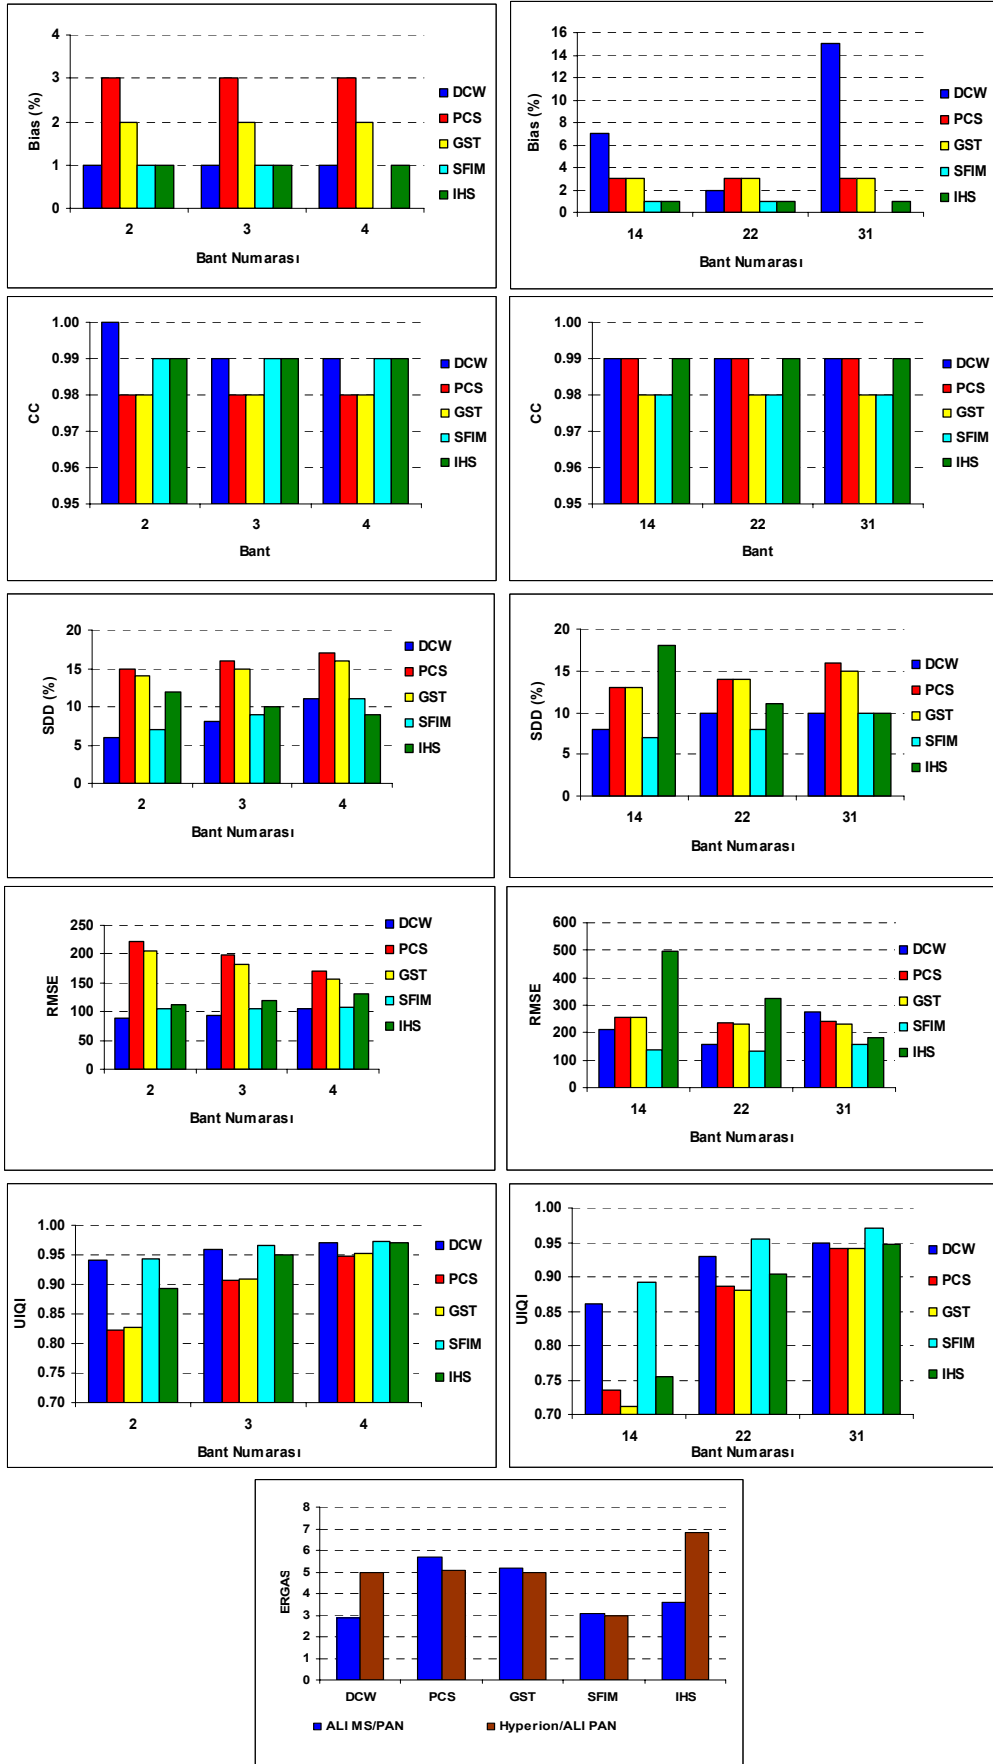 4
3
2
1
0
Bias (%)
2 3 4
Bant Numarası
DCW
PCS
GST
SFIM
IHS
16
14
12
10
8
6
4
2
0
Bias (%)
14 22 31
Bant Numarası
DCW
PCS
GST
SFIM
IHS
1.00
0.99
0.98
0.97
0.96
0.95
CC
2 3 4
Bant
DCW
PCS
GST
SFIM
IHS
1.00
0.99
0.98
0.97
0.96
0.95
CC
14 22 31
Bant
DCW
PCS
GST
SFIM
IHS
20
15
10
5
0
SDD (%)
2 3 4
Bant Numarası
DCW
PCS
GST
SFIM
IHS
20
15
10
5
0
SDD (%)
14 22 31
Bant Numarası
DCW
PCS
GST
SFIM
IHS
250
200
150
100
50
0
RMSE
2 3 4
Bant Numarası
DCW
PCS
GST
SFIM
IHS
600
500
400
300
200
100
0
RMSE
14 22 31
Bant Numarası
DCW
PCS
GST
SFIM
IHS
1.00
0.95
0.90
0.85
0.80
0.75
0.70
UIQI
2 3 4
Bant Numarası
DCW
PCS
GST
SFIM
IHS
1.00
0.95
0.90
0.85
0.80
0.75
0.70
UIQI
14 22 31
Bant Numarası
DCW
PCS
GST
SFIM
IHS
8
7
6
5
4
3
2
1
0
ERGAS
DCW PCS GST SFIM IHS
ALI MS/PAN Hyperion/ALI PAN